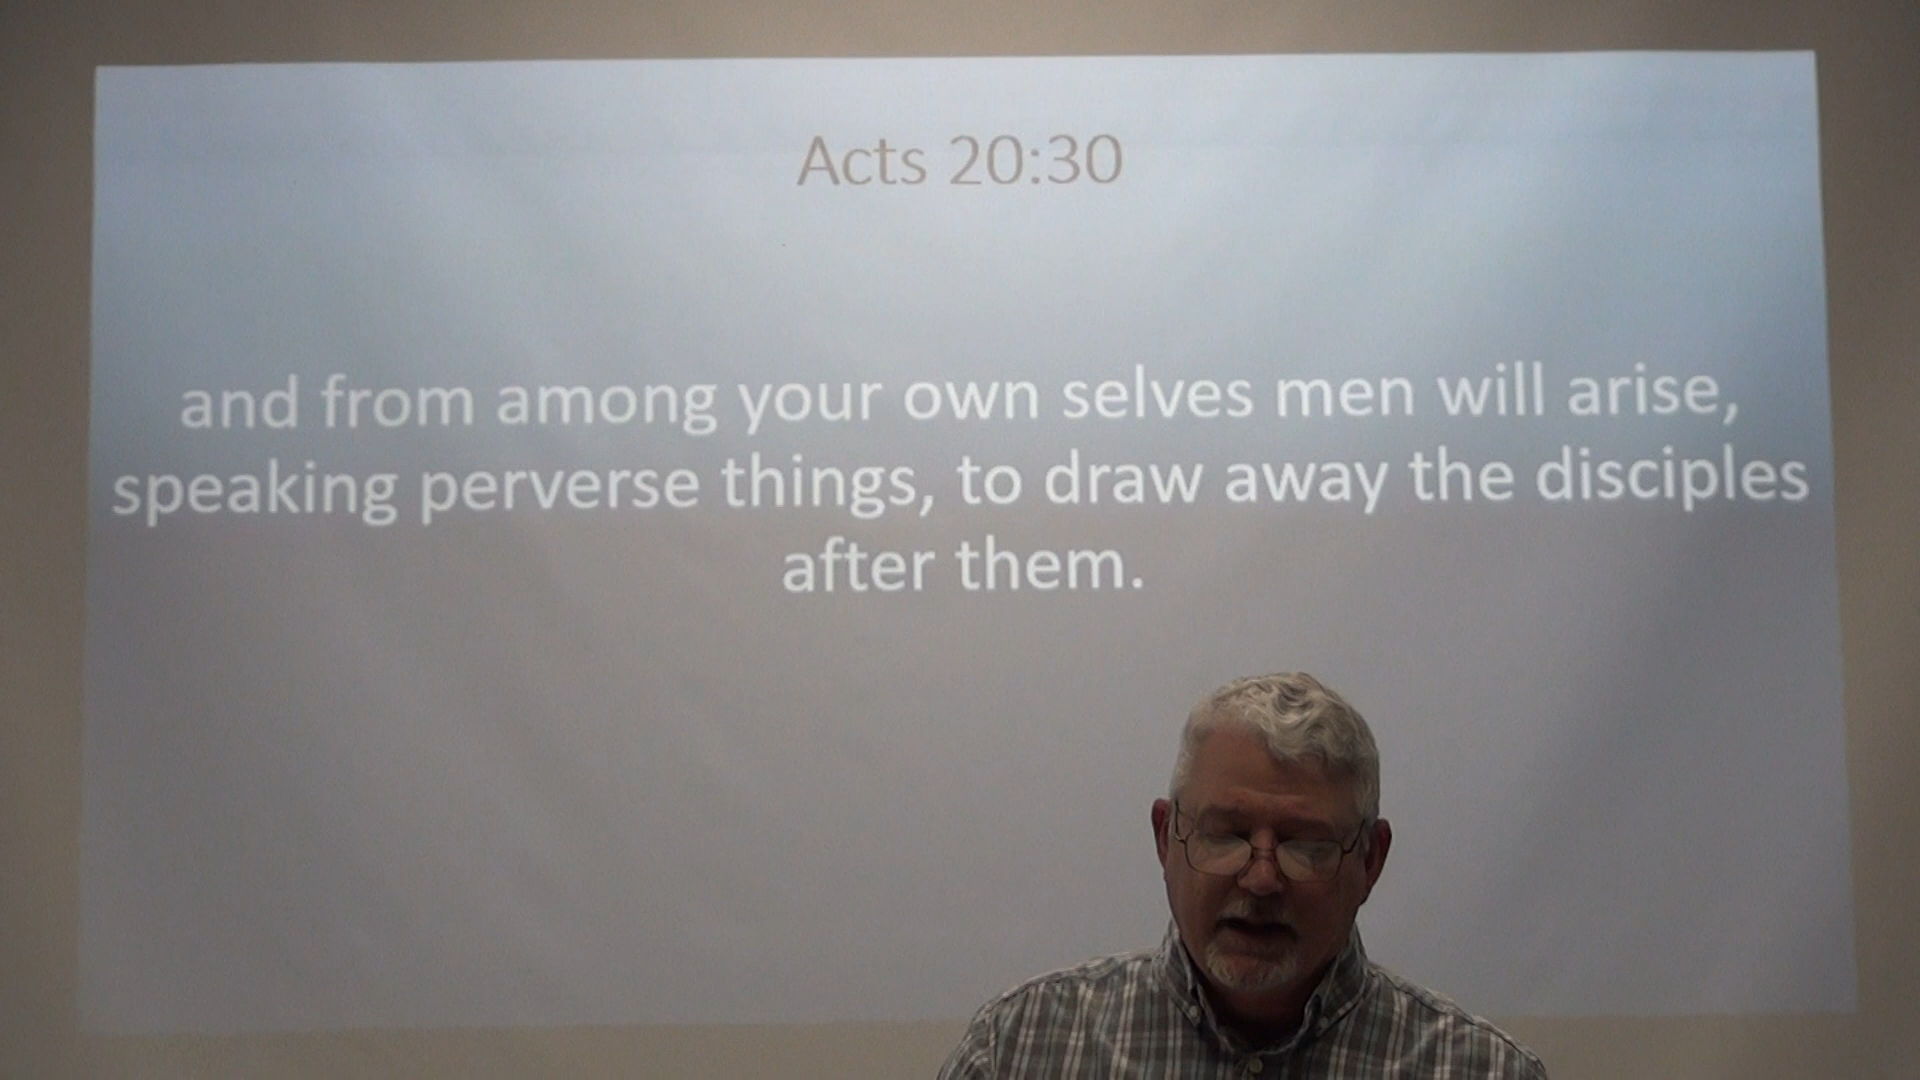 Acts 20:30
and from among your own selves men will arise,
speaking perverse things, to draw away the disciples
after them.